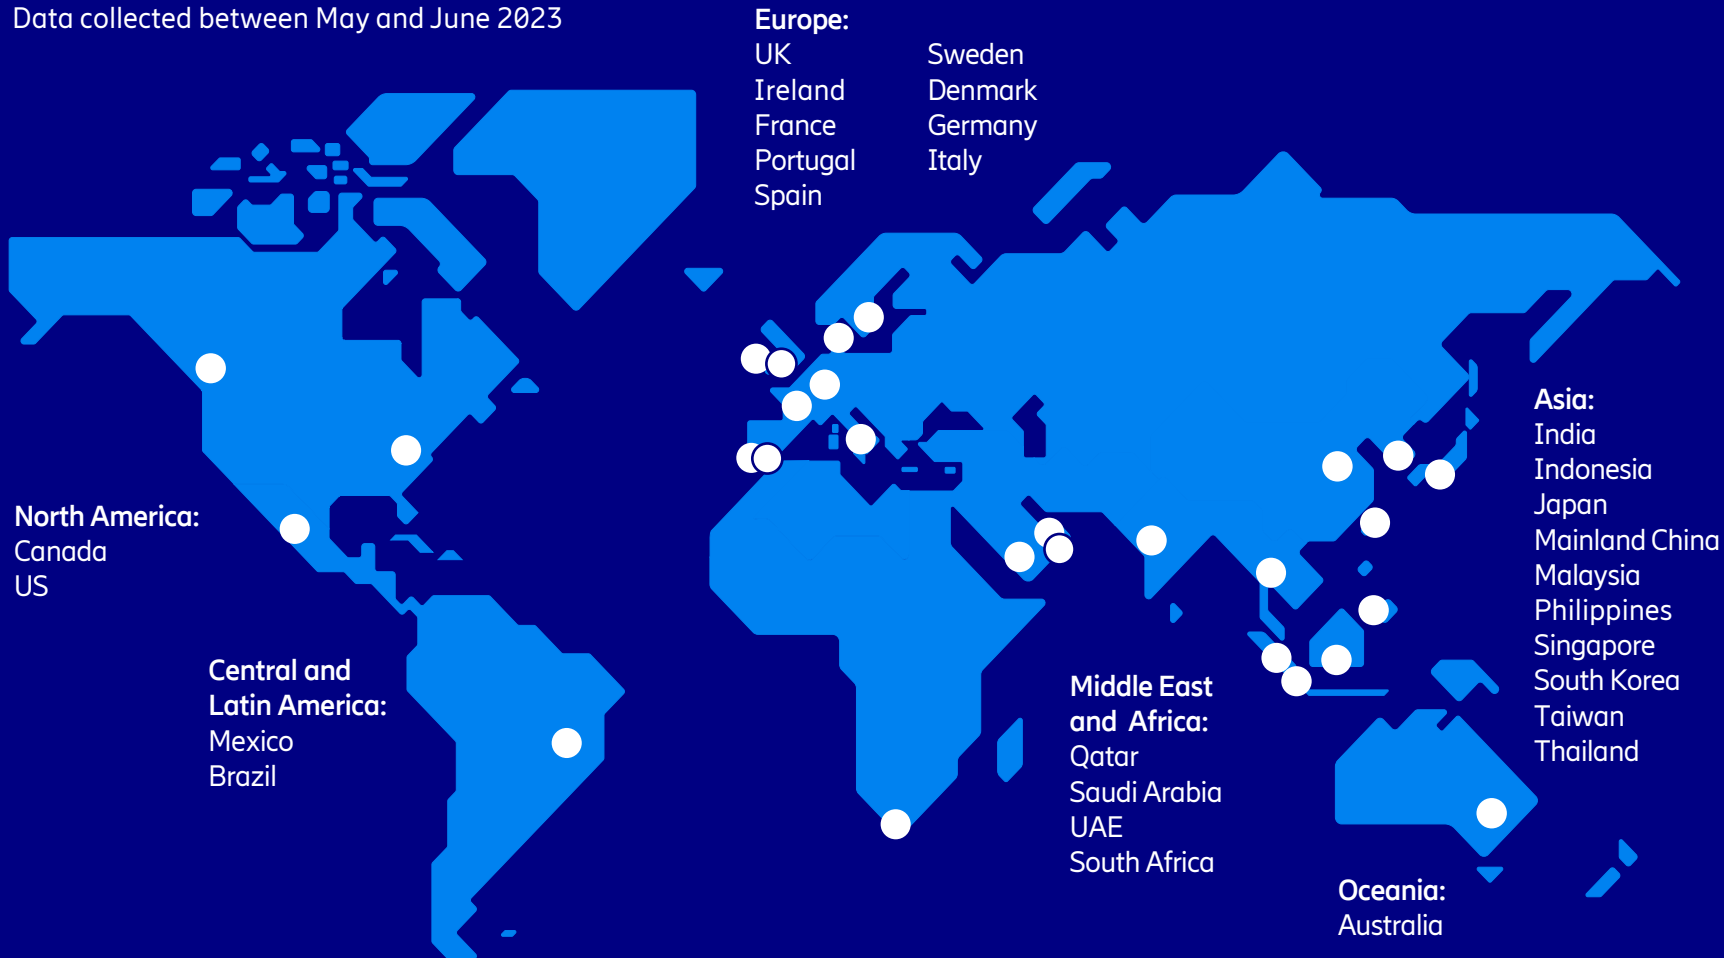 Data collected between May and June 2023
Europe:
UK
Ireland
France
Portugal
Spain
Sweden
Denmark
Germany
Italy
North America:
Canada
US
Central and
Latin America:
Mexico
Brazil
Middle East
and Africa:
Qatar
Saudi Arabia
UAE
South Africa
Asia:
India
Indonesia
Japan
Mainland China
Malaysia
Philippines
Singapore
South Korea
Taiwan
Thailand
Oceania:
Australia